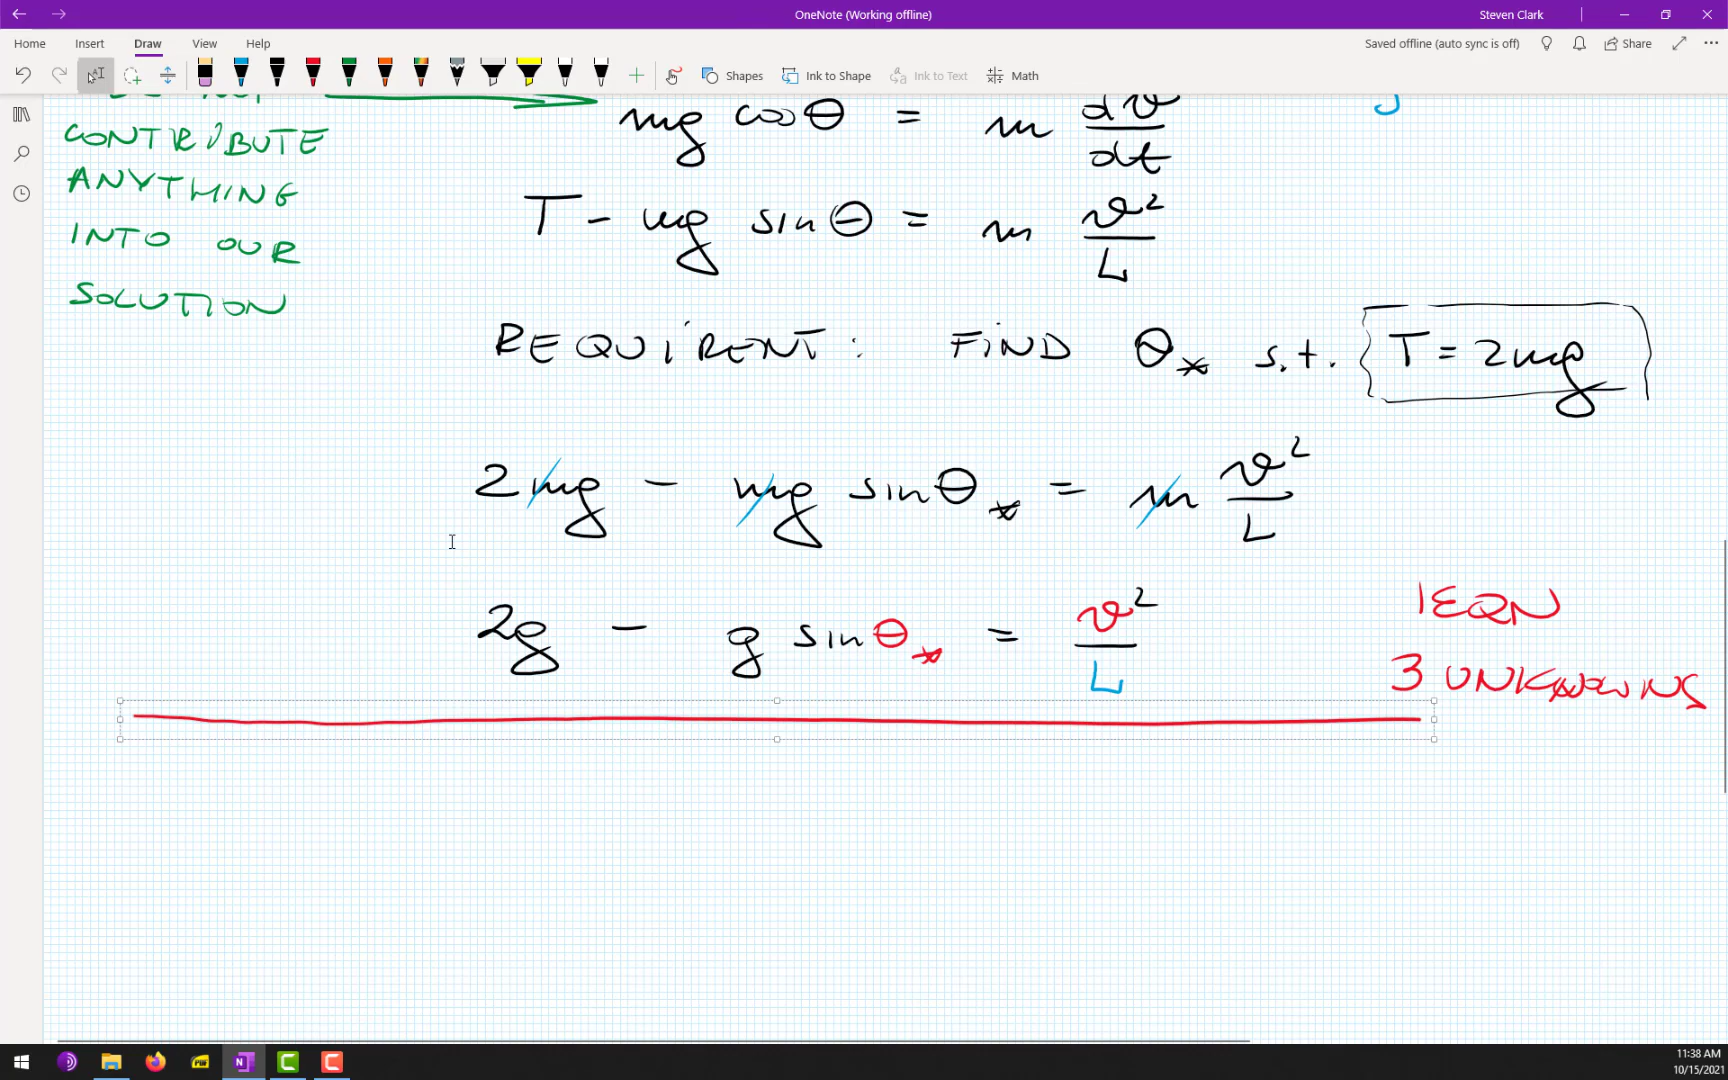 OneNote (Working offline)
Steven Clark
Home Insert Draw View Help
Saved offline (auto sync is off)
Share
Shapes
Ink to Shape
Ink to Text
Math
CONTRIBUTE
ANYTHING
INTO OUR
SOLUTION
mg cosθ = m dv/dt
T - mg sinθ = m v²/L
REQUIRENT: FIND θ* s.t. T = 2mg
2mg - mg sinθ* = m v²/L
2g - g sinθ* = v²/L
1EQN
3 UNKNOWNS
11:38 AM
10/15/2021